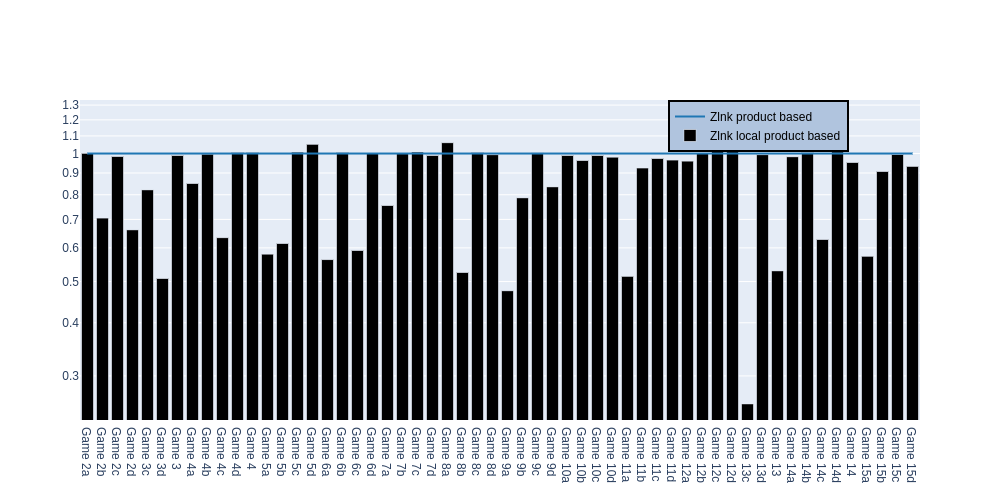 1.3
1.2
1.1
1
0.9
0.8
0.7
0.6
0.5
0.4
0.3
Zlnk product based
Zlnk local product based
Game 2a
Game 2b
Game 2c
Game 2d
Game 3c
Game 3d
Game 3
Game 4a
Game 4b
Game 4c
Game 4d
Game 4
Game 5a
Game 5b
Game 5c
Game 5d
Game 6a
Game 6b
Game 6c
Game 6d
Game 7a
Game 7b
Game 7c
Game 7d
Game 8a
Game 8b
Game 8c
Game 8d
Game 9a
Game 9b
Game 9c
Game 9d
Game 10a
Game 10b
Game 10c
Game 10d
Game 11a
Game 11b
Game 11c
Game 11d
Game 12a
Game 12b
Game 12c
Game 12d
Game 13c
Game 13d
Game 13
Game 14a
Game 14b
Game 14c
Game 14d
Game 14
Game 15a
Game 15b
Game 15c
Game 15d